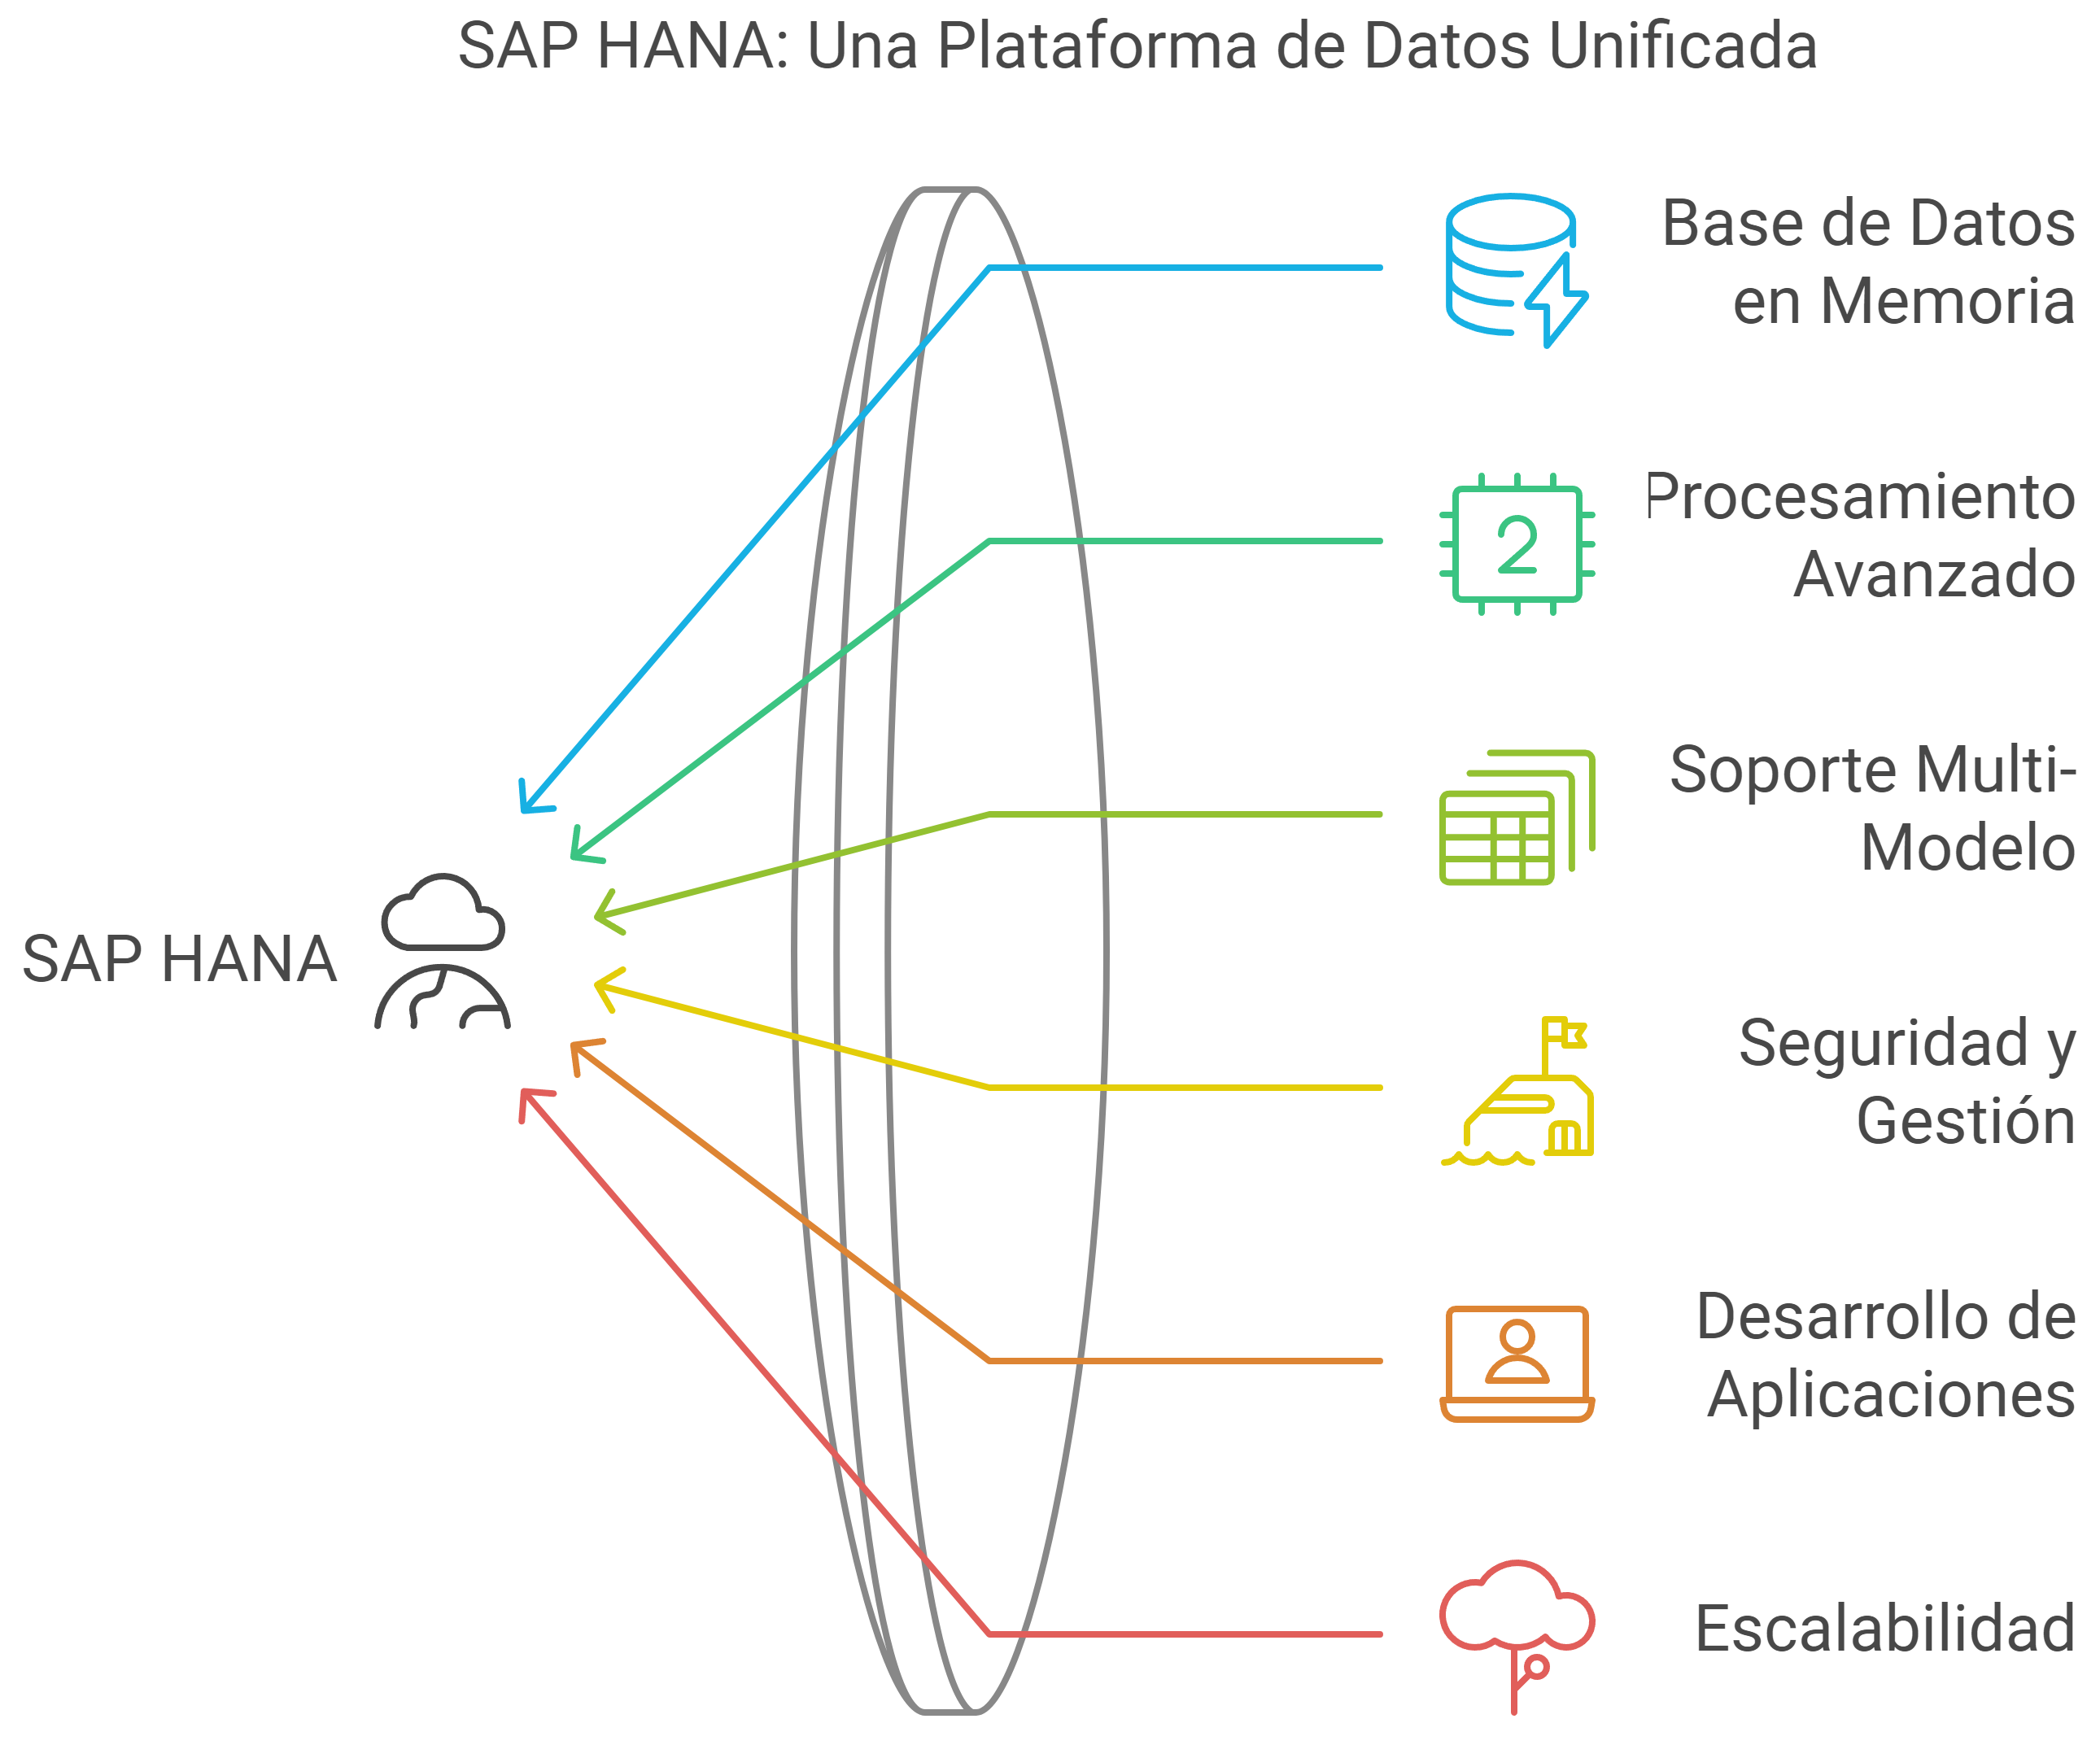 SAP HANA: Una Plataforma de Datos Unificada
Base de Datos
en Memoria
Procesamiento
Avanzado
2
Soporte Multi-
Modelo
SAP HANA
Seguridad y
Gestión
Desarrollo de
Aplicaciones
Escalabilidad